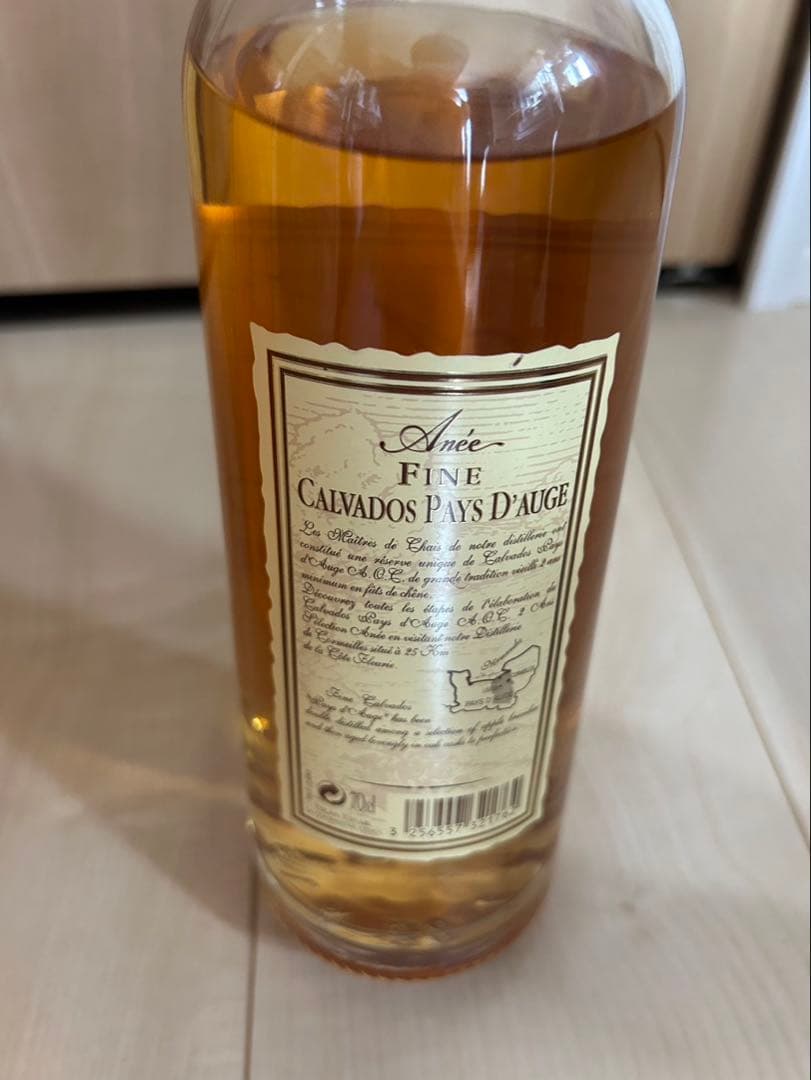 Anée
FINE
CALVADOS PAYS D'AUGE
Les Maîtres de Chais de notre distillerie ont
constitué une réserve unique de Calvados Pays
d'Auge A.O.C. de grande tradition vieilli 2 ans
minimum en fûts de chêne.
Découvrez toutes les étapes de l'élaboration du
Calvados Pays d'Auge A.O.C. 2 Ans
Sélection Anée en visitant notre Distillerie
de Cormeilles situé à 25 Km
de la Côte Fleurie.
Fine Calvados
"Pays d'Auge" has been
double distilled among a selection of apple brandies
and then aged lovingly in oak casks to perfection.
70cl